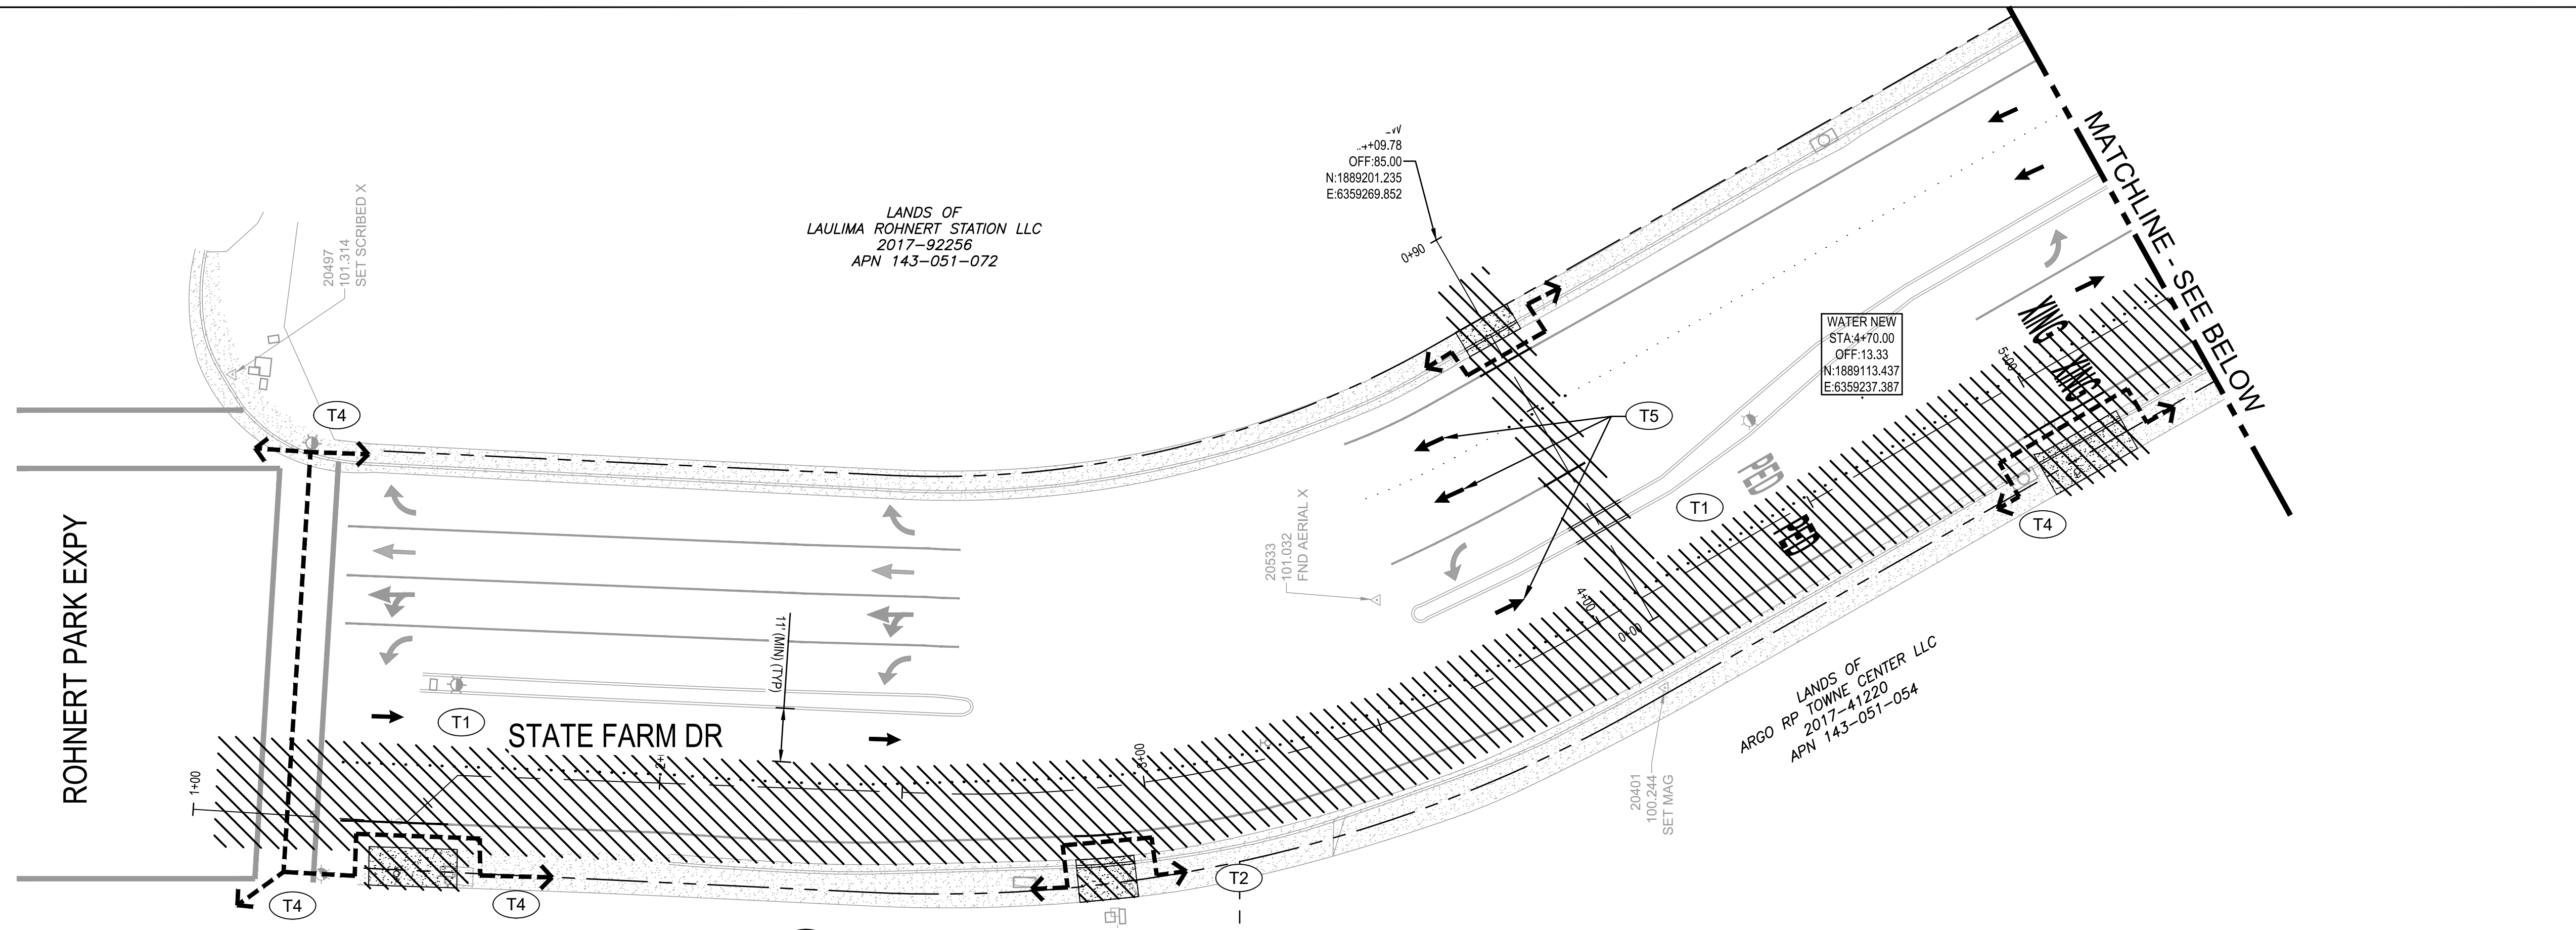 MATCHLINE - SEE BELOW
4+09.78
OFF:85.00
N:1889201.235
E:6359269.852
0+90
20497
101.314
SET SCRIBED X
LANDS OF
LAULIMA ROHNERT STATION LLC
2017-92256
APN 143-051-072
WATER NEW
STA:4+70.00
OFF:13.33
N:1889113.437
E:6359237.387
XING
XING
5+00
T4
T5
T1
PED
PED
T4
20533
101.032
FND AERIAL X
4+00
0+00
ROHNERT PARK EXPY
11' (MIN) (TYP)
T1
STATE FARM DR
LANDS OF
ARGO RP TOWNE CENTER LLC
2017-41220
APN 143-051-054
20401
100.244
SET MAG
1+00
3+00
T4
T4
T2